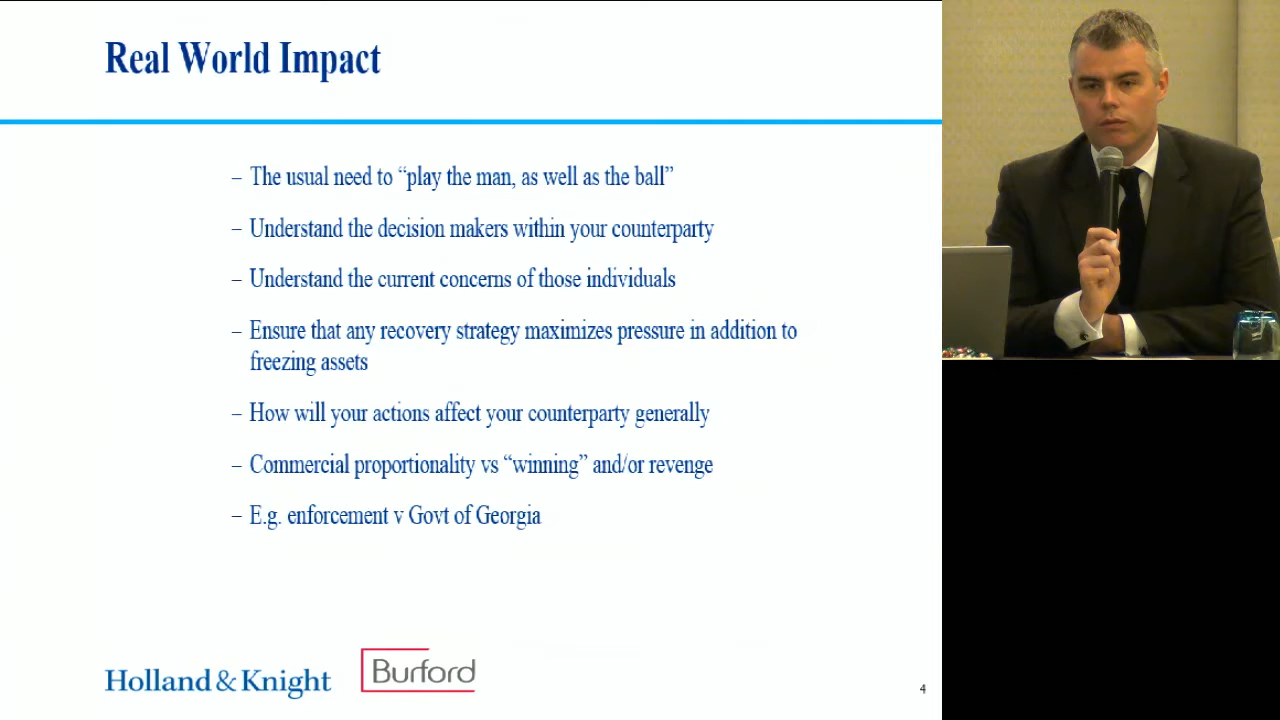 Real World Impact
– The usual need to “play the man, as well as the ball”
– Understand the decision makers within your counterparty
– Understand the current concerns of those individuals
– Ensure that any recovery strategy maximizes pressure in addition to
freezing assets
– How will your actions affect your counterparty generally
– Commercial proportionality vs “winning” and/or revenge
– E.g. enforcement v Govt of Georgia
Holland & Knight
Burford
4